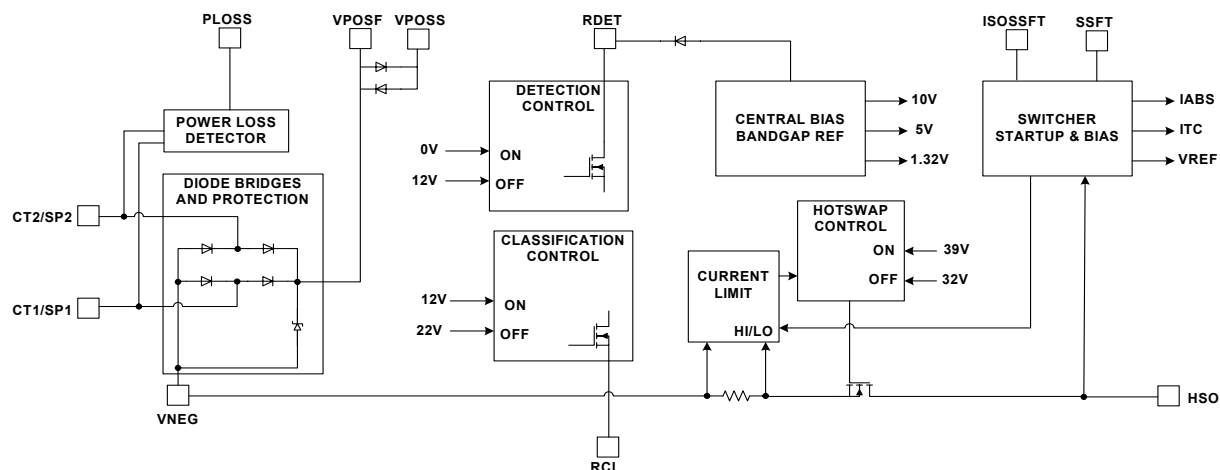 PLOSS
VPOSF
VPOSS
RDET
ISOSSFT
SSFT
POWER LOSS
DETECTOR
DETECTION
CONTROL
0V
ON
12V
OFF
CENTRAL BIAS
BANDGAP REF
10V
5V
1.32V
SWITCHER
STARTUP & BIAS
IABS
ITC
VREF
DIODE BRIDGES
AND PROTECTION
CT2/SP2
CT1/SP1
CLASSIFICATION
CONTROL
12V
ON
22V
OFF
CURRENT
LIMIT
HI/LO
HOTSWAP
CONTROL
ON
39V
OFF
32V
VNEG
HSO
RCL